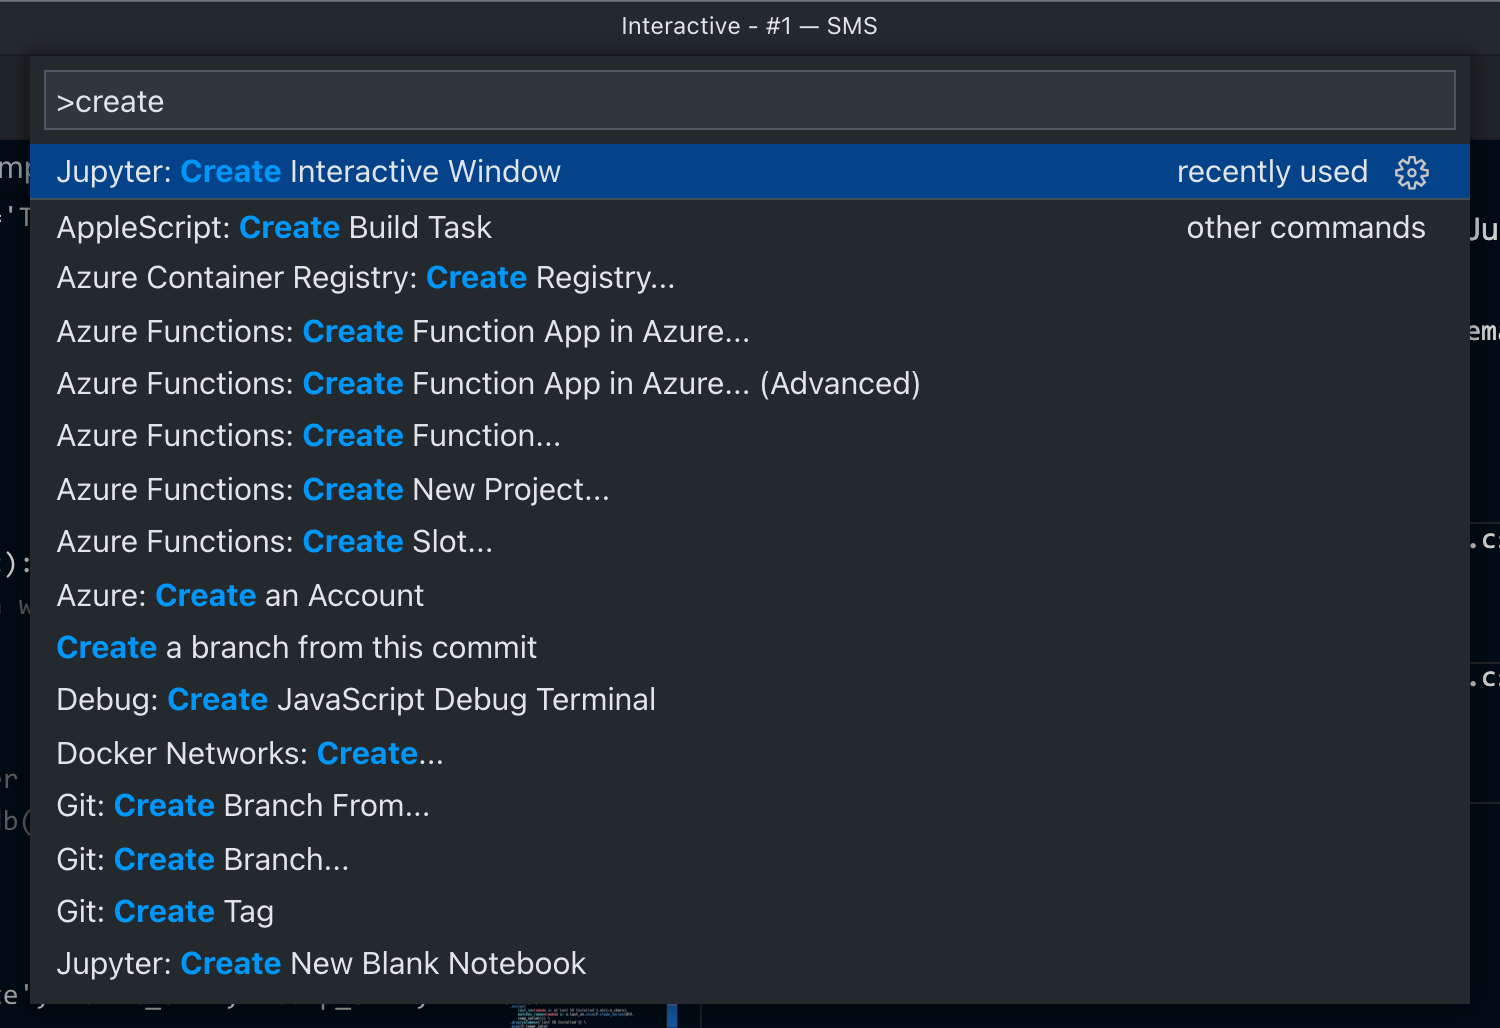 Interactive - #1 — SMS
>create
Jupyter: Create Interactive Window recently used
AppleScript: Create Build Task other commands
Azure Container Registry: Create Registry...
Azure Functions: Create Function App in Azure...
Azure Functions: Create Function App in Azure... (Advanced)
Azure Functions: Create Function...
Azure Functions: Create New Project...
Azure Functions: Create Slot...
Azure: Create an Account
Create a branch from this commit
Debug: Create JavaScript Debug Terminal
Docker Networks: Create...
Git: Create Branch From...
Git: Create Branch...
Git: Create Tag
Jupyter: Create New Blank Notebook